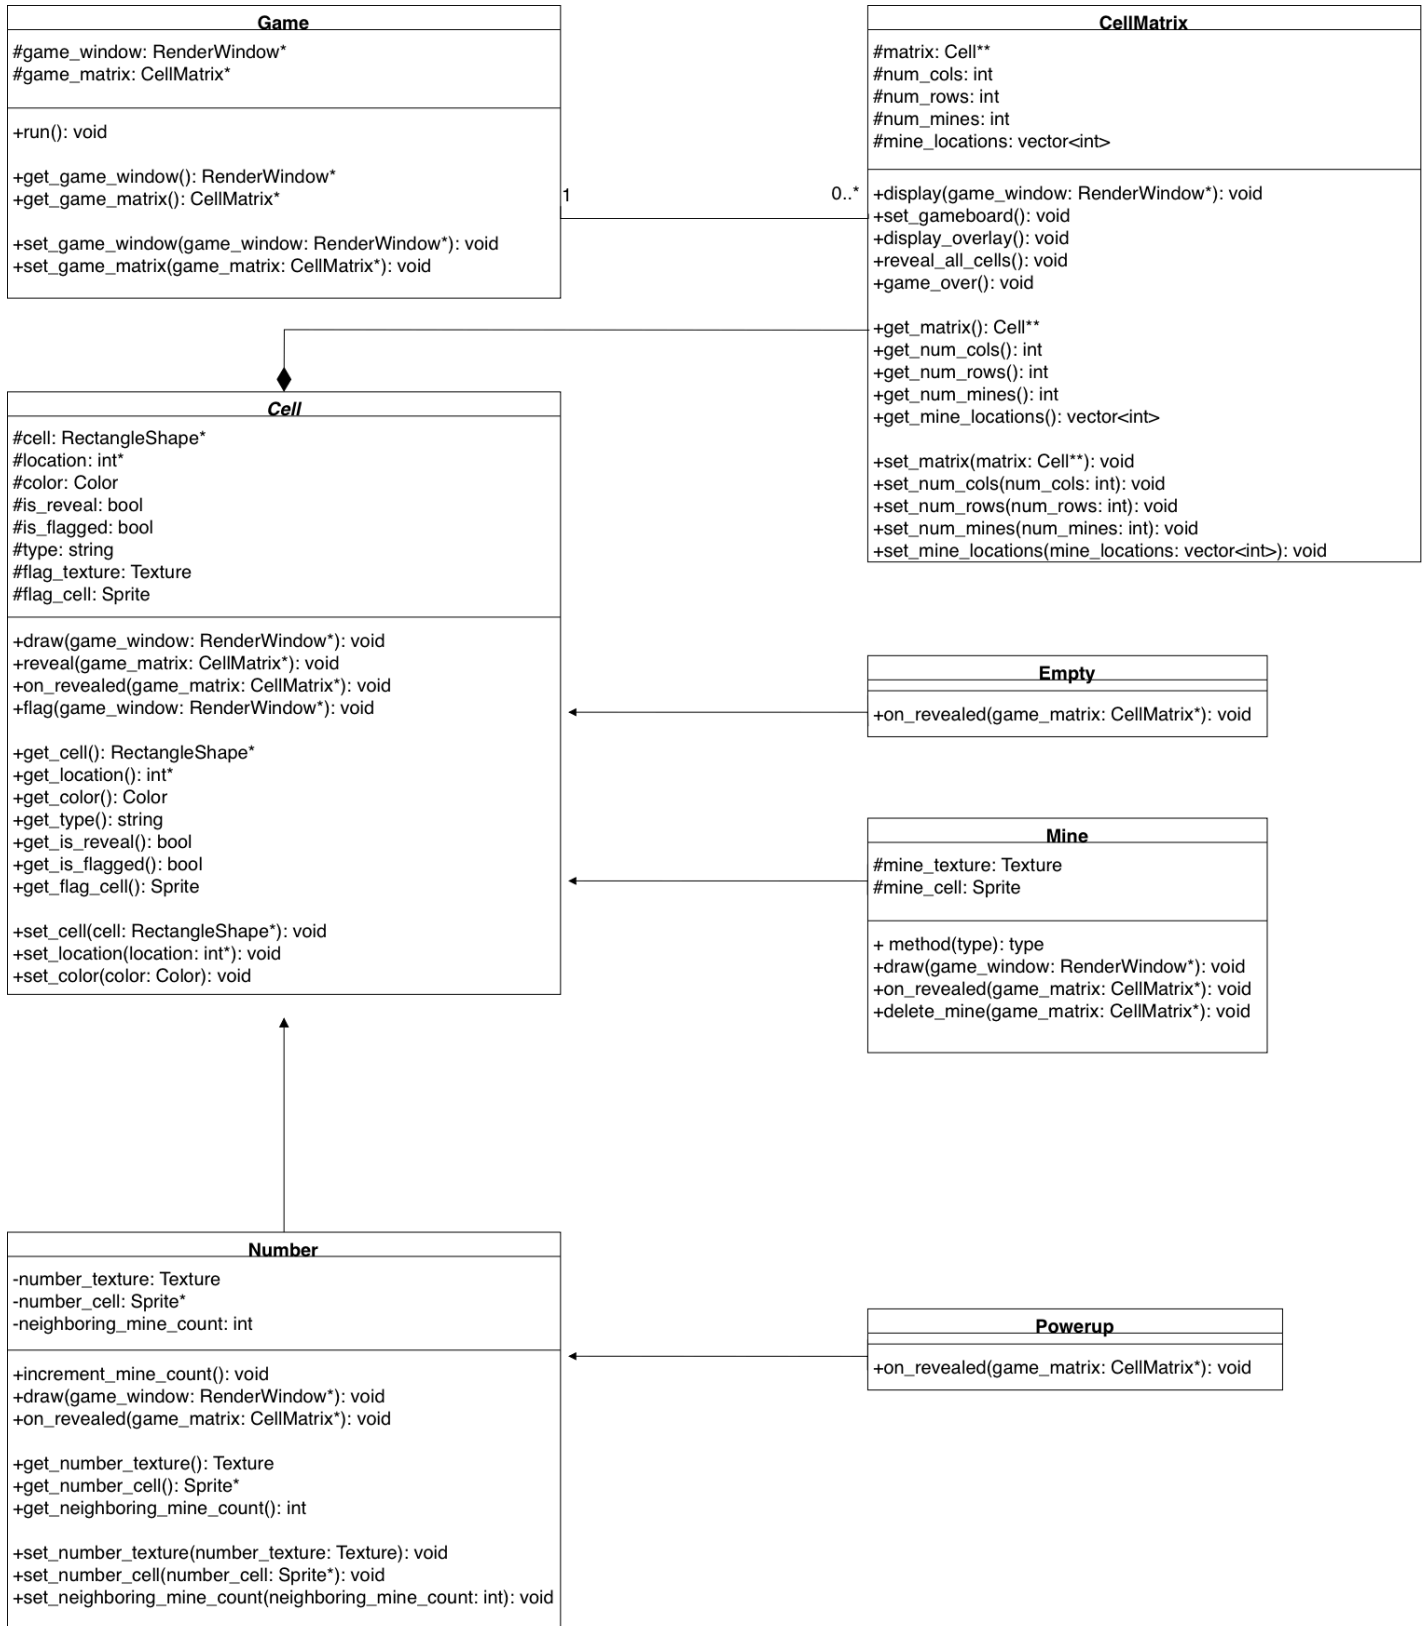 Game
#game_window: RenderWindow*
#game_matrix: CellMatrix*
+run(): void
+get_game_window(): RenderWindow*
+get_game_matrix(): CellMatrix*
+set_game_window(game_window: RenderWindow*): void
+set_game_matrix(game_matrix: CellMatrix*): void
1
0..*
CellMatrix
#matrix: Cell**
#num_cols: int
#num_rows: int
#num_mines: int
#mine_locations: vector<int>
+display(game_window: RenderWindow*): void
+set_gameboard(): void
+display_overlay(): void
+reveal_all_cells(): void
+game_over(): void
+get_matrix(): Cell**
+get_num_cols(): int
+get_num_rows(): int
+get_num_mines(): int
+get_mine_locations(): vector<int>
+set_matrix(matrix: Cell**): void
+set_num_cols(num_cols: int): void
+set_num_rows(num_rows: int): void
+set_num_mines(num_mines: int): void
+set_mine_locations(mine_locations: vector<int>): void
Cell
#cell: RectangleShape*
#location: int*
#color: Color
#is_reveal: bool
#is_flagged: bool
#type: string
#flag_texture: Texture
#flag_cell: Sprite
+draw(game_window: RenderWindow*): void
+reveal(game_matrix: CellMatrix*): void
+on_revealed(game_matrix: CellMatrix*): void
+flag(game_window: RenderWindow*): void
+get_cell(): RectangleShape*
+get_location(): int*
+get_color(): Color
+get_type(): string
+get_is_reveal(): bool
+get_is_flagged(): bool
+get_flag_cell(): Sprite
+set_cell(cell: RectangleShape*): void
+set_location(location: int*): void
+set_color(color: Color): void
Empty
+on_revealed(game_matrix: CellMatrix*): void
Mine
#mine_texture: Texture
#mine_cell: Sprite
+ method(type): type
+draw(game_window: RenderWindow*): void
+on_revealed(game_matrix: CellMatrix*): void
+delete_mine(game_matrix: CellMatrix*): void
Number
-number_texture: Texture
-number_cell: Sprite*
-neighboring_mine_count: int
+increment_mine_count(): void
+draw(game_window: RenderWindow*): void
+on_revealed(game_matrix: CellMatrix*): void
+get_number_texture(): Texture
+get_number_cell(): Sprite*
+get_neighboring_mine_count(): int
+set_number_texture(number_texture: Texture): void
+set_number_cell(number_cell: Sprite*): void
+set_neighboring_mine_count(neighboring_mine_count: int): void
Powerup
+on_revealed(game_matrix: CellMatrix*): void